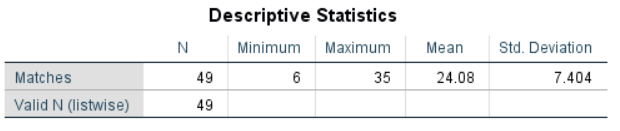 Descriptive Statistics
N Minimum Maximum Mean Std. Deviation
Matches 49 6 35 24.08 7.404
Valid N (listwise) 49